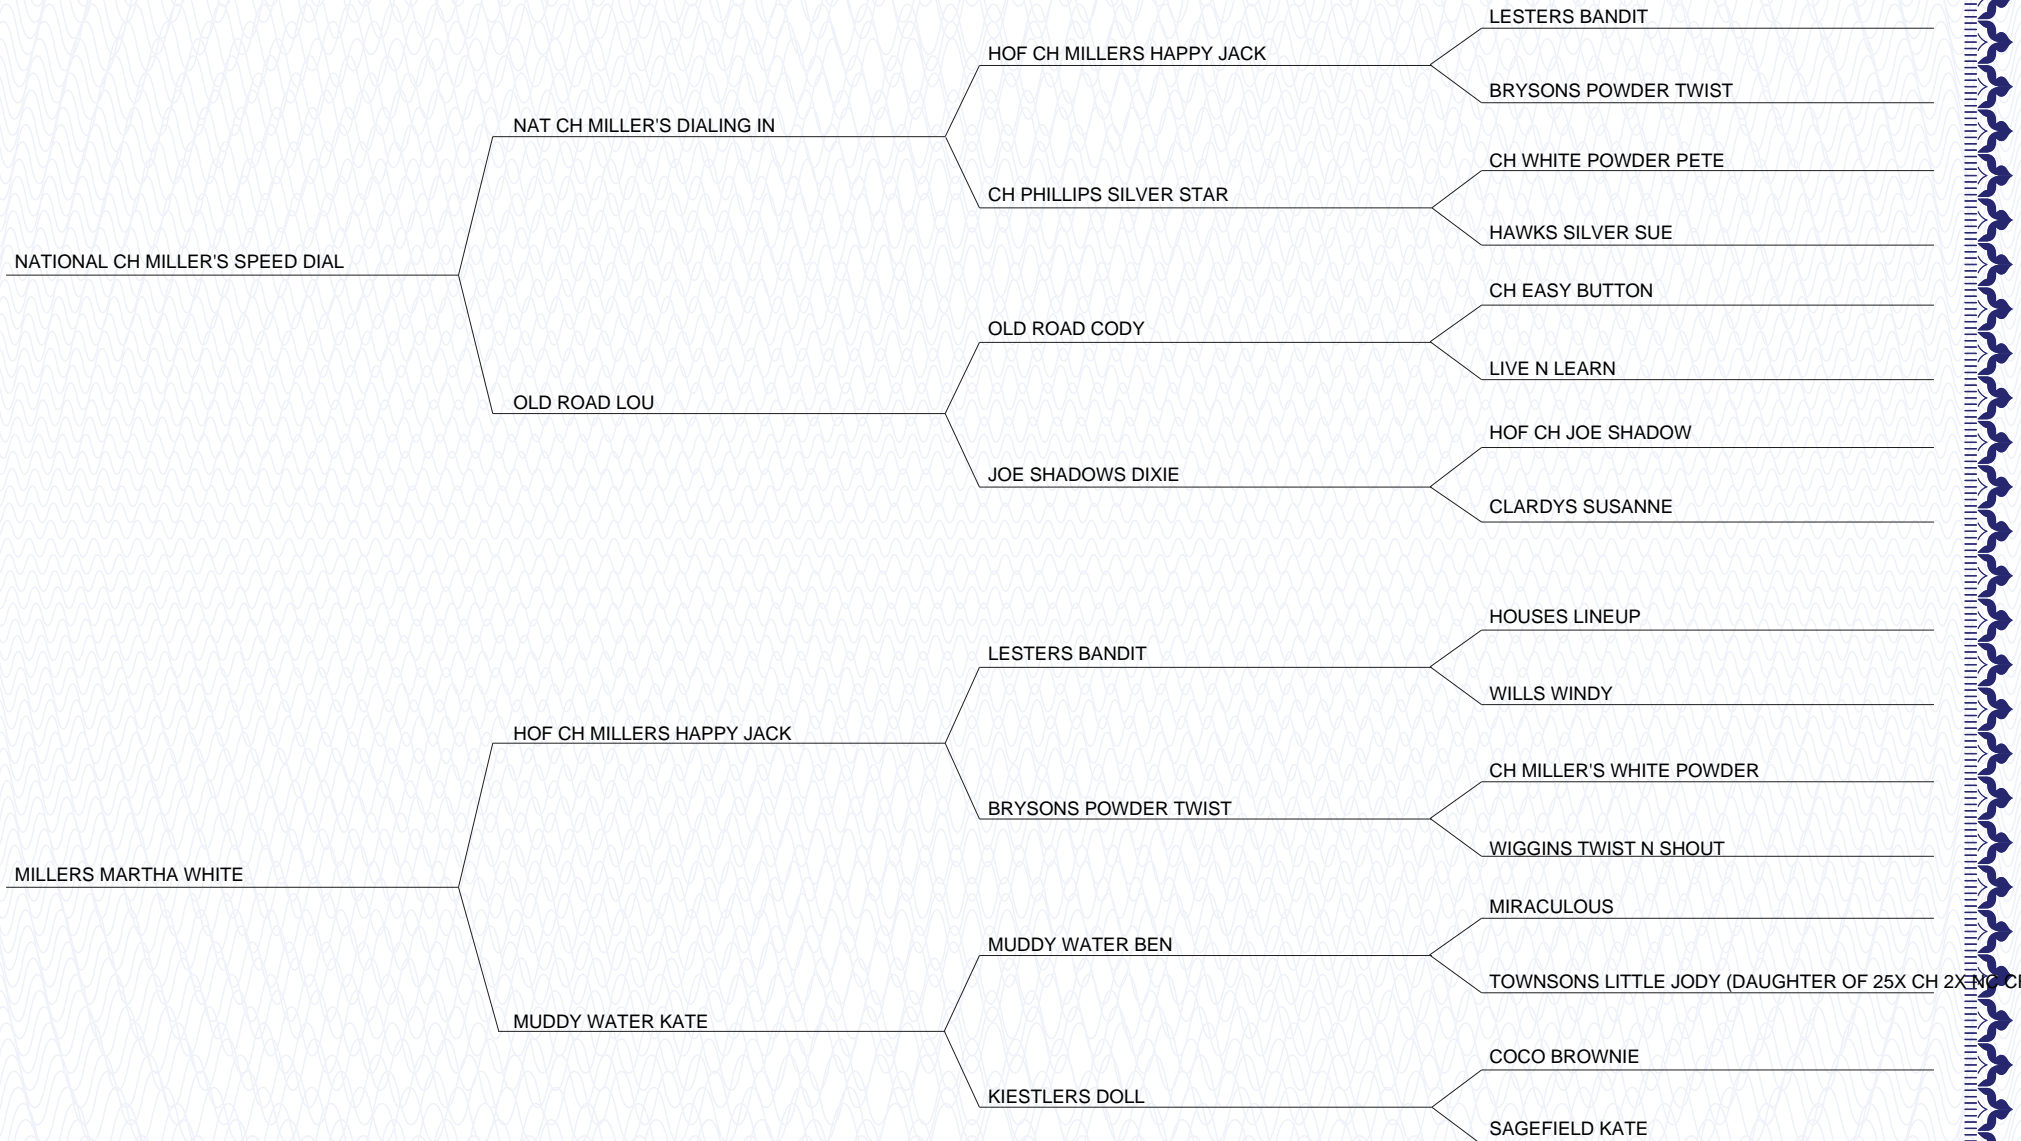 LESTERS BANDIT
HOF CH MILLERS HAPPY JACK
BRYSONS POWDER TWIST
NAT CH MILLER'S DIALING IN
CH WHITE POWDER PETE
CH PHILLIPS SILVER STAR
HAWKS SILVER SUE
NATIONAL CH MILLER'S SPEED DIAL
CH EASY BUTTON
OLD ROAD CODY
LIVE N LEARN
OLD ROAD LOU
HOF CH JOE SHADOW
JOE SHADOWS DIXIE
CLARDYS SUSANNE
HOUSES LINEUP
LESTERS BANDIT
WILLS WINDY
HOF CH MILLERS HAPPY JACK
CH MILLER'S WHITE POWDER
BRYSONS POWDER TWIST
WIGGINS TWIST N SHOUT
MILLERS MARTHA WHITE
MIRACULOUS
MUDDY WATER BEN
TOWNSONS LITTLE JODY (DAUGHTER OF 25X CH 2X
MUDDY WATER KATE
COCO BROWNIE
KIESTLERS DOLL
SAGEFIELD KATE